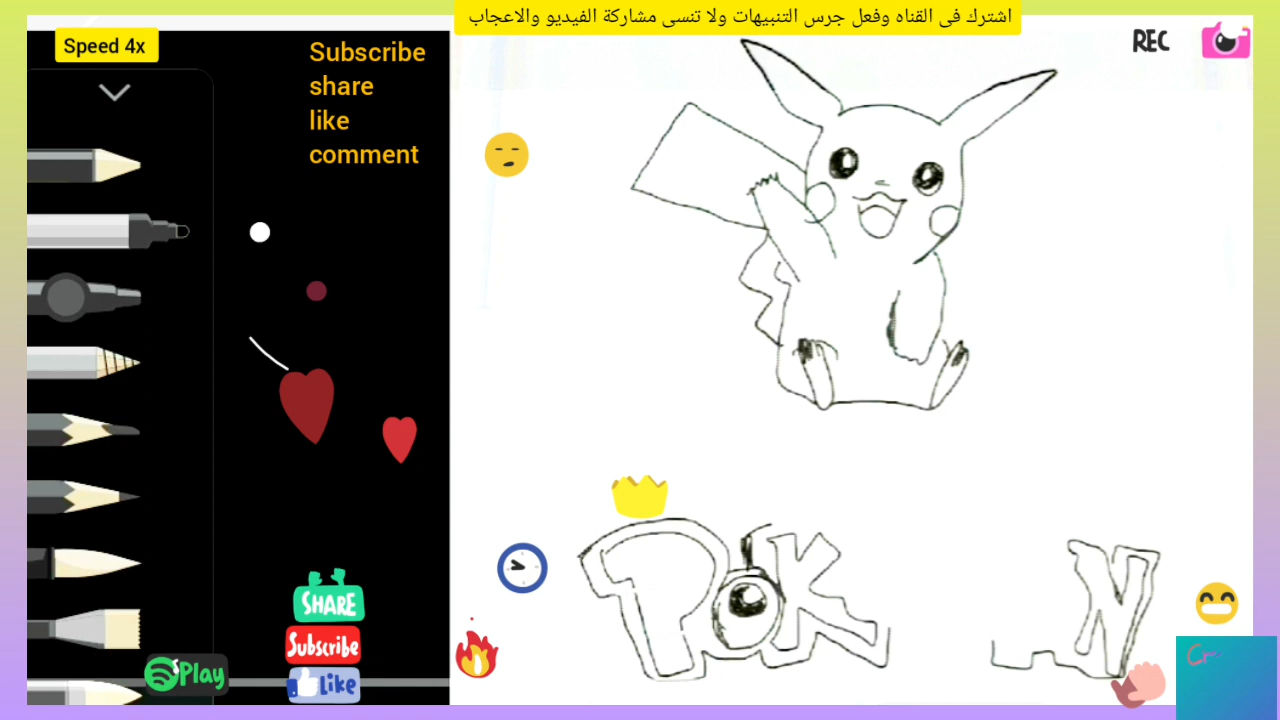 اشترك فى القناه وفعل جرس التنبيهات ولا تنسى مشاركة الفيديو والاعجاب
Speed 4x
Subscribe
share
like
comment
REC
SHARE
Subscribe
Like
Play
POK
N
Cr